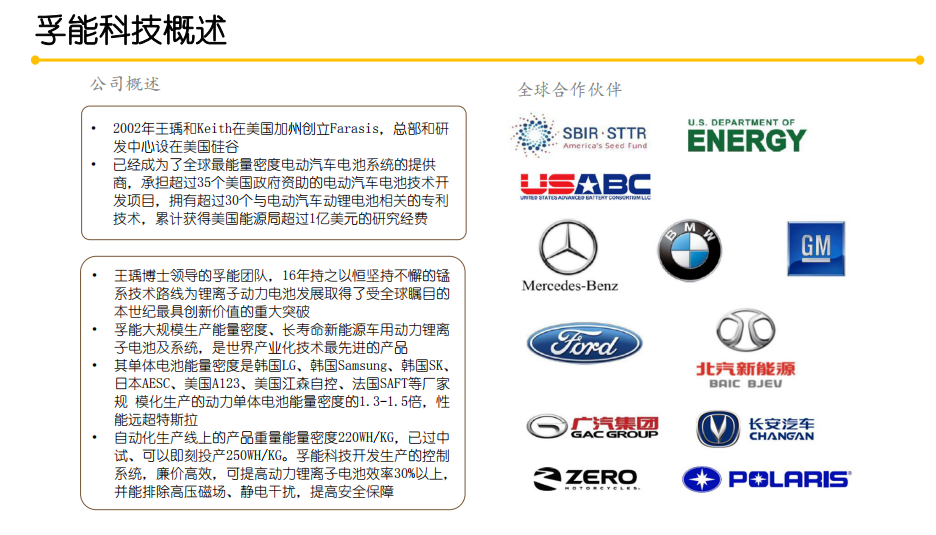 孚能科技概述
公司概述
• 2002年王瑀和Keith在美国加州创立Farasis，总部和研
发中心设在美国硅谷
• 已经成为了全球最能量密度电动汽车电池系统的提供
商，承担超过35个美国政府资助的电动汽车电池技术开
发项目，拥有超过30个与电动汽车动锂电池相关的专利
技术，累计获得美国能源局超过1亿美元的研究经费
• 王瑀博士领导的孚能团队，16年持之以恒坚持不懈的锰
系技术路线为锂离子动力电池发展取得了受全球瞩目的
本世纪最具创新价值的重大突破
• 孚能大规模生产能量密度、长寿命新能源车用动力锂离
子电池及系统，是世界产业化技术最先进的产品
• 其单体电池能量密度是韩国LG、韩国Samsung、韩国SK、
日本AESC、美国A123、美国江森自控、法国SAFT等厂家
规 模化生产的动力单体电池能量密度的1.3-1.5倍，性
能远超特斯拉
• 自动化生产线上的产品重量能量密度220WH/KG，已过中
试、可以即刻投产250WH/KG。孚能科技开发生产的控制
系统，廉价高效，可提高动力锂离子电池效率30%以上，
并能排除高压磁场、静电干扰，提高安全保障
全球合作伙伴
SBIR·STTR
America's Seed Fund
U.S. DEPARTMENT OF
ENERGY
USABC
UNITED STATES ADVANCED BATTERY CONSORTIUM LLC
Mercedes-Benz
BMW
GM
Ford
北汽新能源
BAIC BJEV
广汽集团
GAC GROUP
长安汽车
CHANGAN
ZERO
MOTORCYCLES.
POLARIS